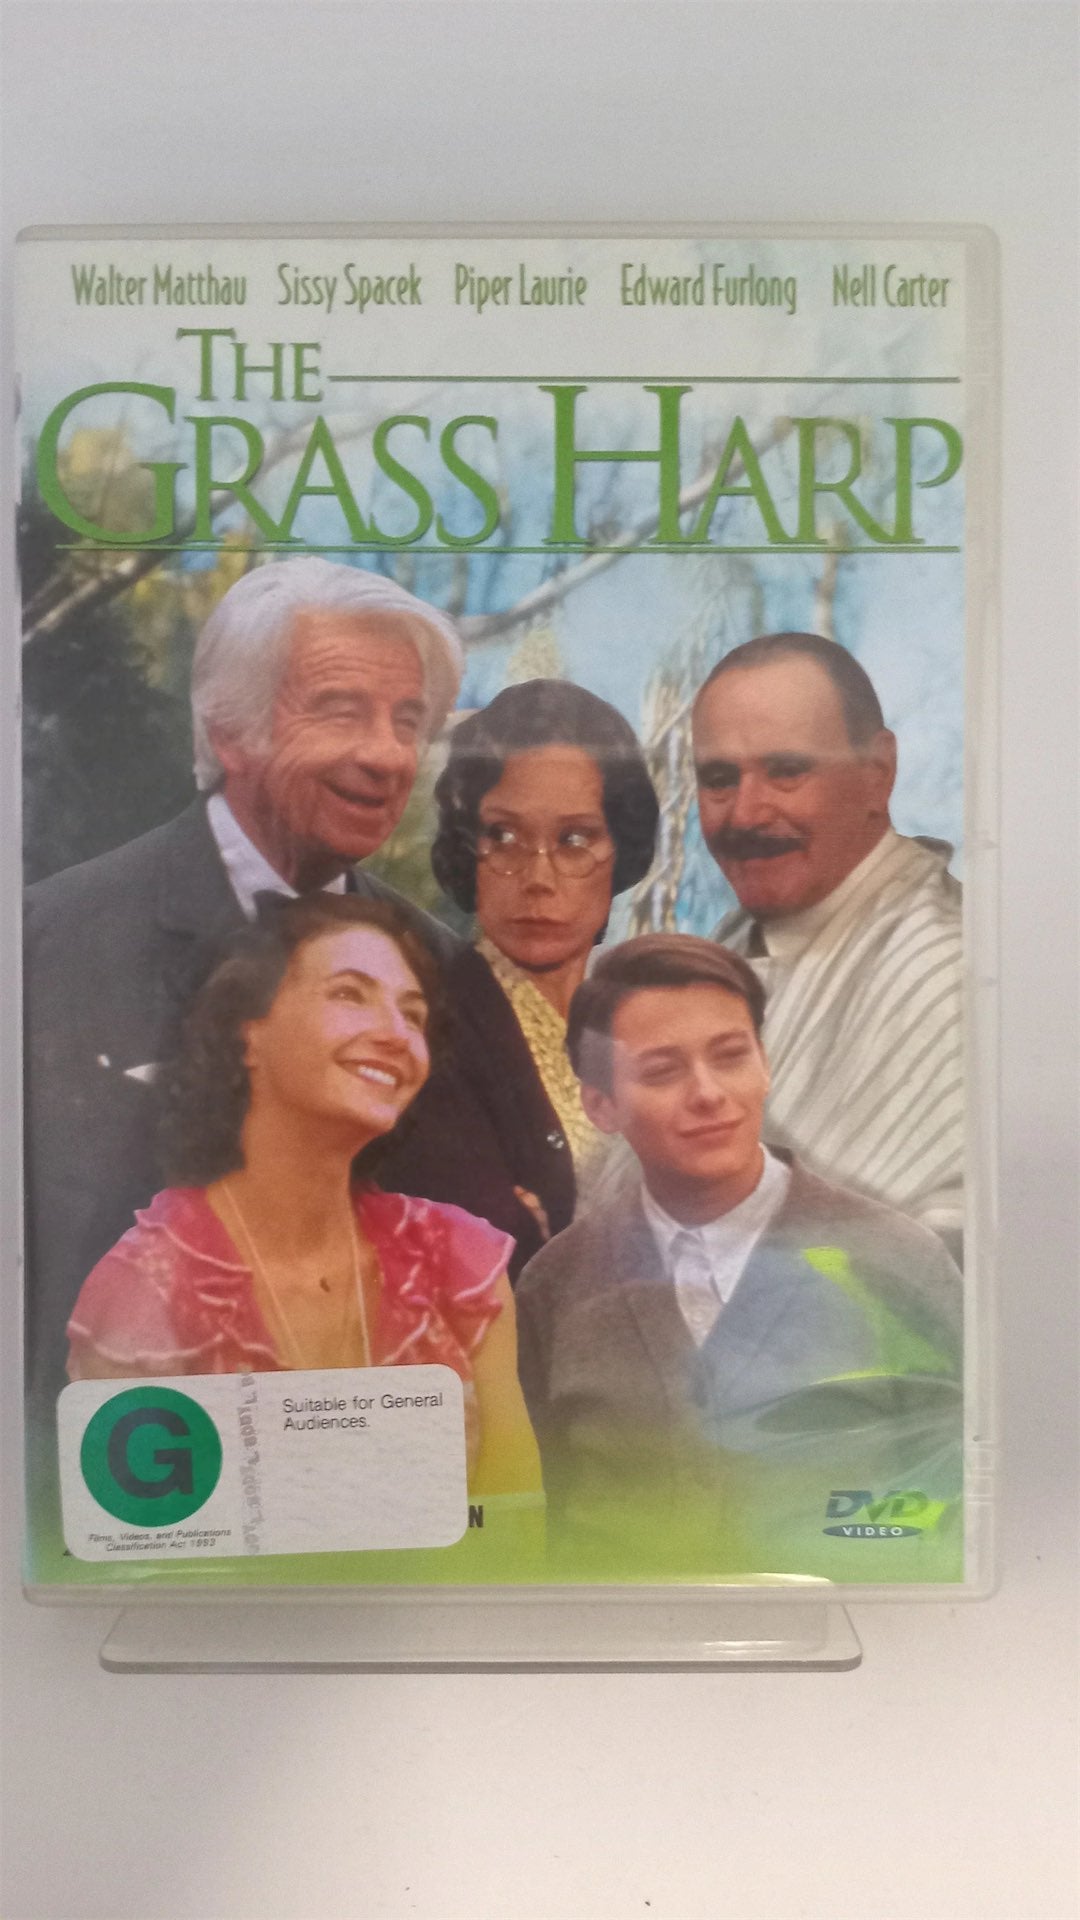 Walter Matthau Sissy Spacek Piper Laurie Edward Furlong Nell Carter
THE
GRASS HARP
G
Suitable for General
Audiences.
Films, Videos, and Publications
Classification Act 1993
N
DVD
VIDEO